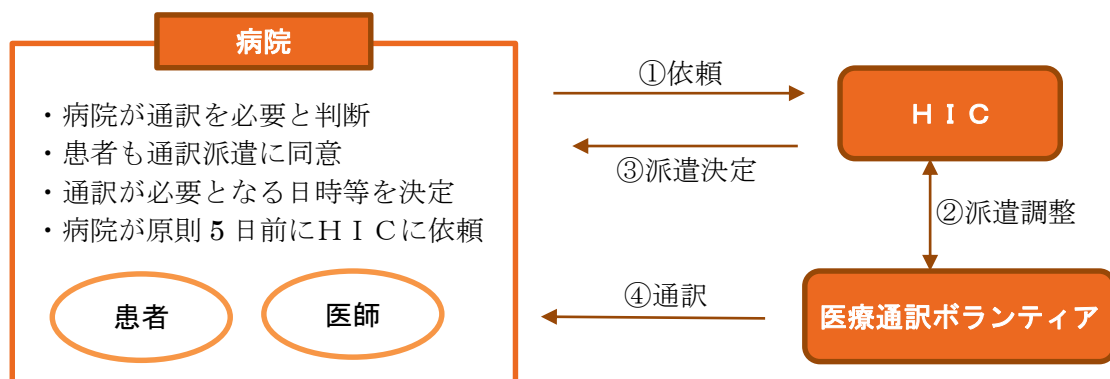 病院
・病院が通訳を必要と判断
・患者も通訳派遣に同意
・通訳が必要となる日時等を決定
・病院が原則 5 日前にＨＩＣに依頼
患者
医師
①依頼
③派遣決定
④通訳
ＨＩＣ
②派遣調整
医療通訳ボランティア